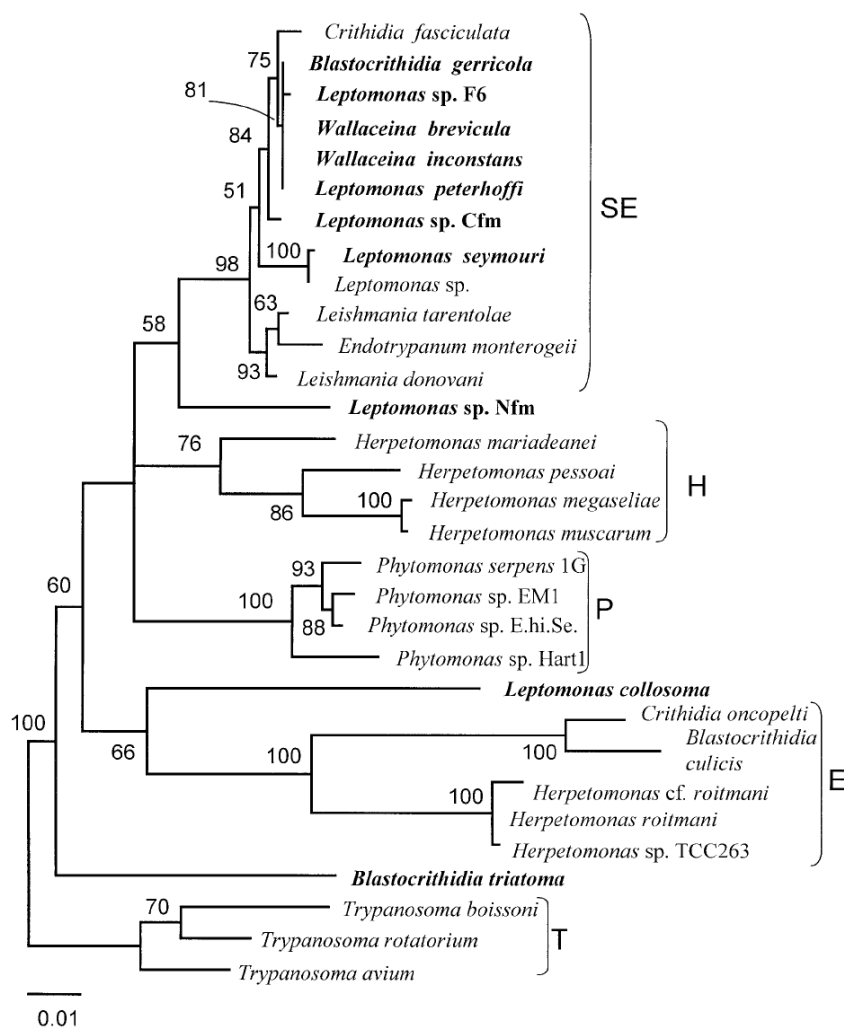 Crithidia fasciculata
75
Blastocrithidia gerricola
81
Leptomonas sp. F6
Wallaceina brevicula
84
Wallaceina inconstans
51
Leptomonas peterhoffi
SE
Leptomonas sp. Cfm
100
Leptomonas seymouri
98
Leptomonas sp.
63
Leishmania tarentolae
58
Endotrypanum monterogeii
93
Leishmania donovani
Leptomonas sp. Nfm
76
Herpetomonas mariadeanei
Herpetomonas pessoai
H
100
Herpetomonas megaseliae
86
Herpetomonas muscarum
93
Phytomonas serpens 1G
60
Phytomonas sp. EM1
P
100
88
Phytomonas sp. E.hi.Se.
Phytomonas sp. Hart1
Leptomonas collosoma
100
Crithidia oncopelti
66
100
100
Blastocrithidia
culicis
E
100
Herpetomonas cf. roitmani
Herpetomonas roitmani
Herpetomonas sp. TCC263
Blastocrithidia triatoma
70
Trypanosoma boissoni
T
Trypanosoma rotatorium
Trypanosoma avium
0.01